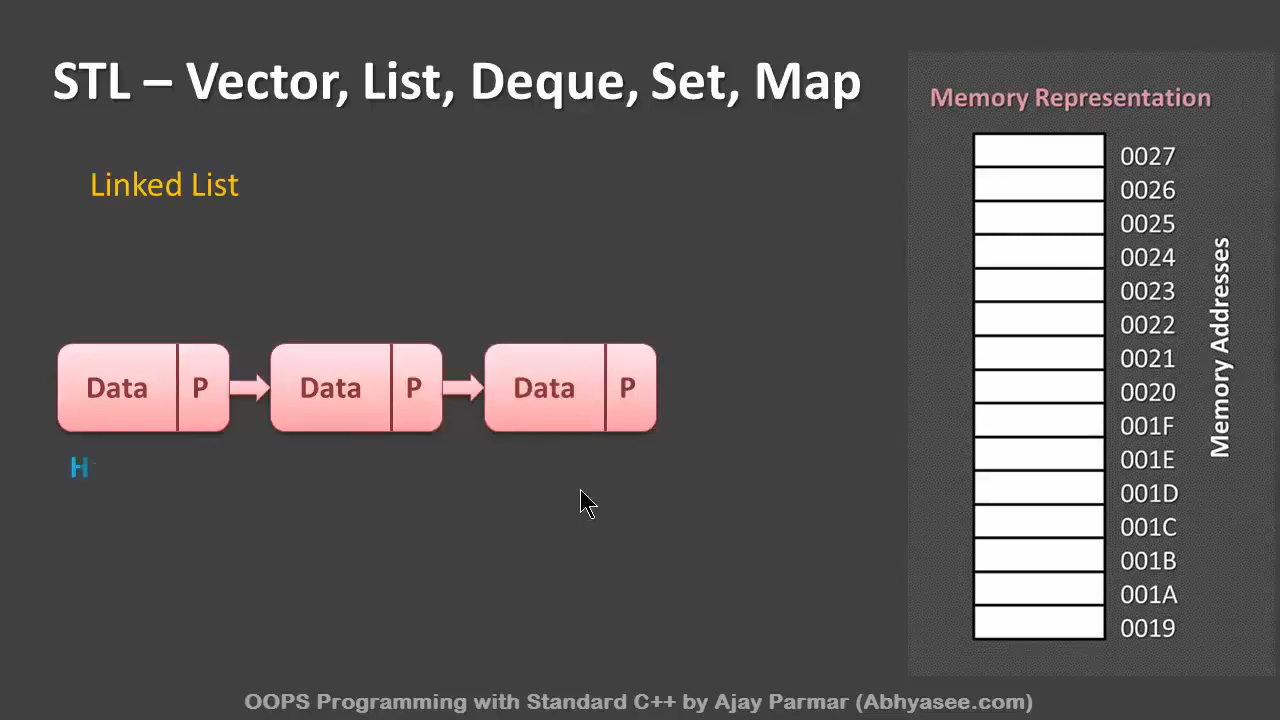 STL – Vector, List, Deque, Set, Map
Linked List
Data P Data P Data P
H
Memory Representation
0027
0026
0025
0024
0023
0022
0021
0020
001F
001E
001D
001C
001B
001A
0019
Memory Addresses
OOPS Programming with Standard C++ by Ajay Parmar (Abhyasee.com)